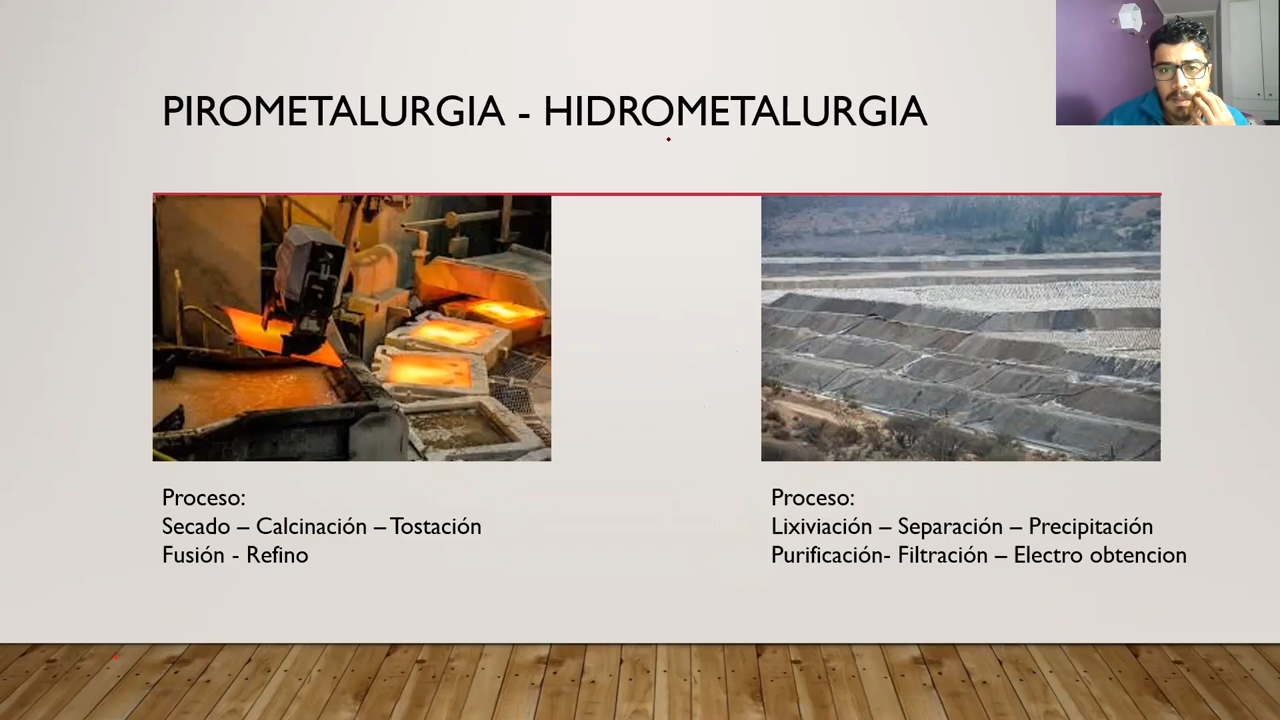 PIROMETALURGIA - HIDROMETALURGIA
Proceso:
Secado – Calcinación – Tostación
Fusión - Refino
Proceso:
Lixiviación – Separación – Precipitación
Purificación- Filtración – Electro obtencion